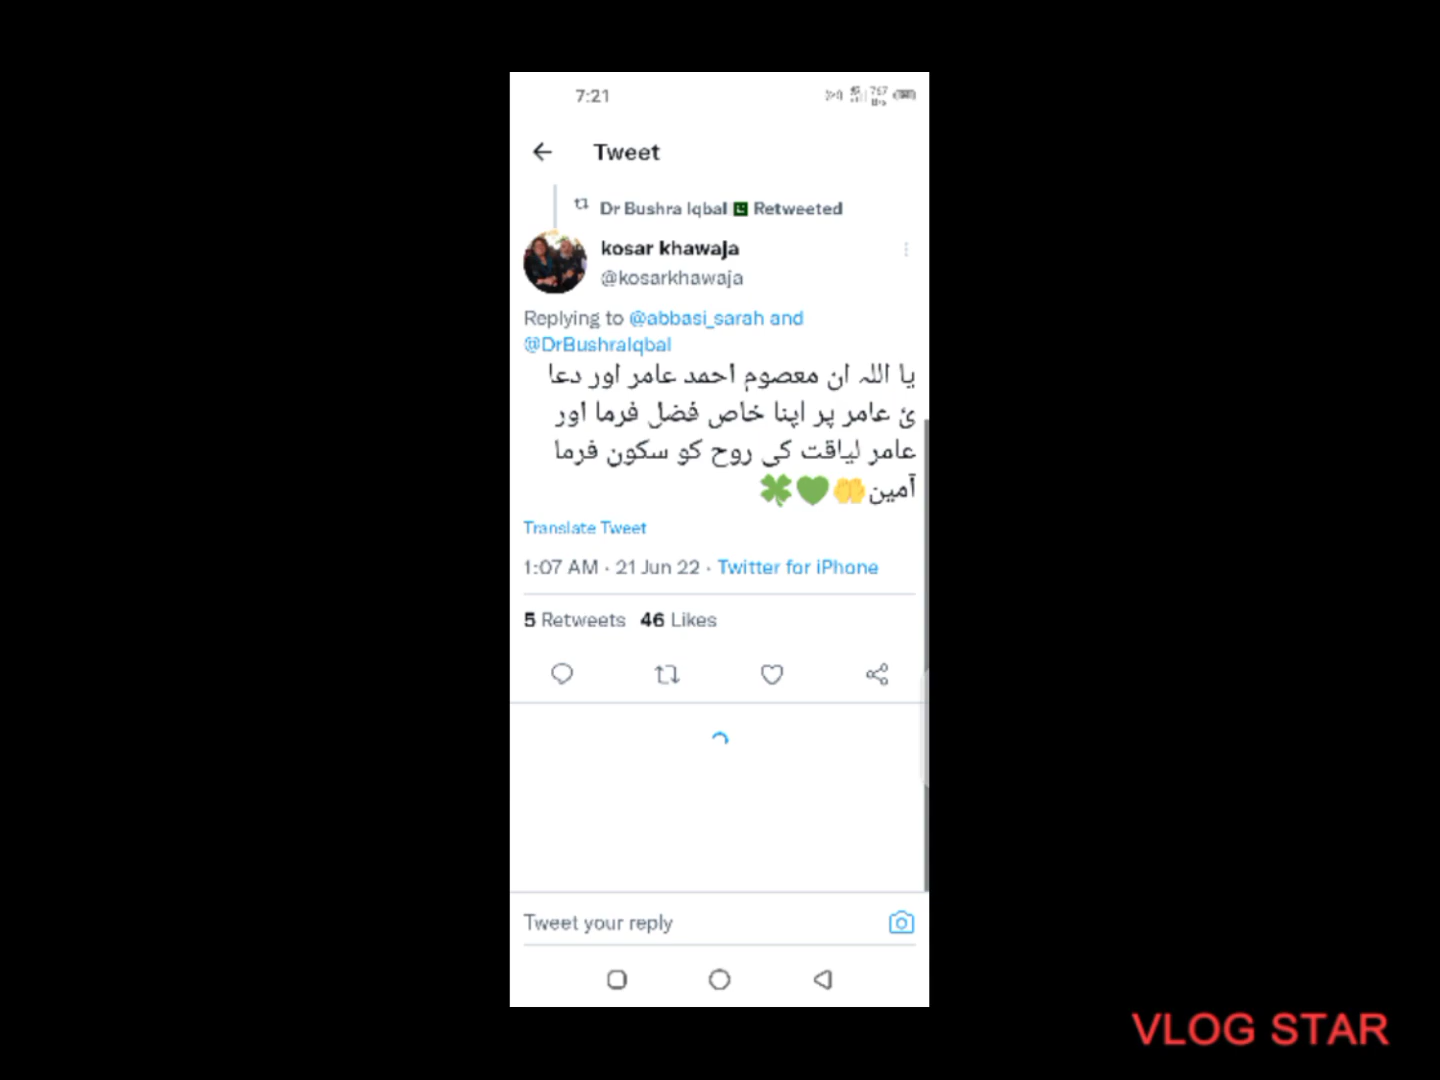 7:21
Tweet
Dr Bushra Iqbal Retweeted
kosar khawaja
@kosarkhawaja
Replying to @abbasi_sarah and
@DrBushraIqbal
یا اللہ ان معصوم احمد عامر اور دعا
ئ عامر پر اپنا خاص فضل فرما اور
عامر لیاقت کی روح کو سکون فرما
آمین🤲💚🍀
Translate Tweet
1:07 AM · 21 Jun 22 · Twitter for iPhone
5 Retweets 46 Likes
Tweet your reply
VLOG STAR